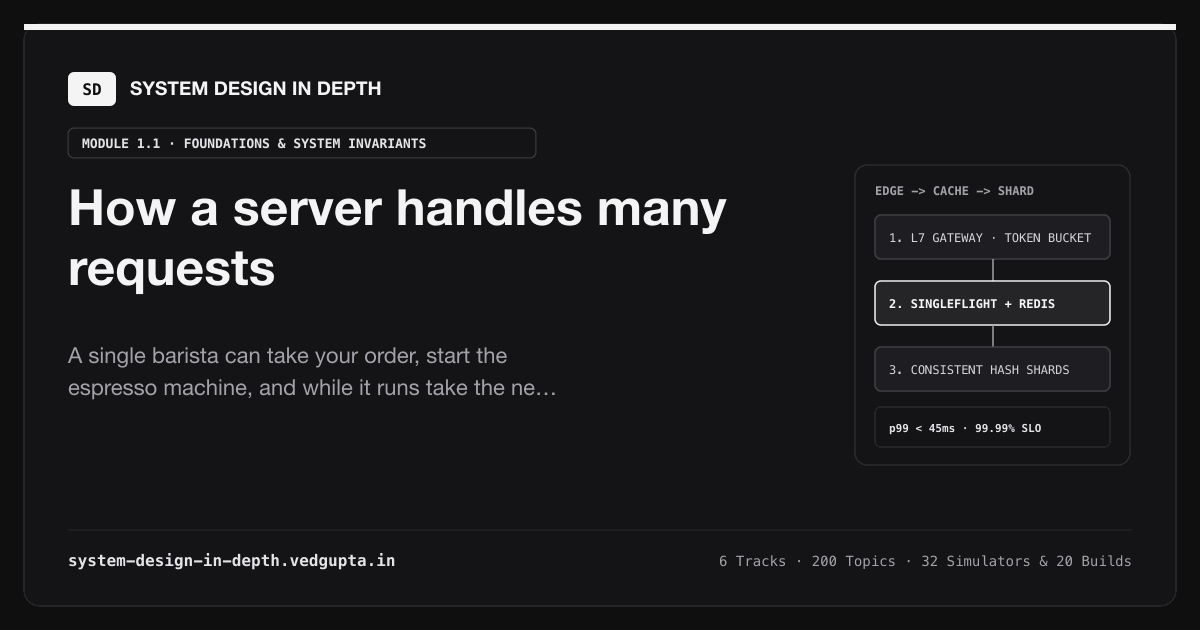 SD
SYSTEM DESIGN IN DEPTH
MODULE 1.1 · FOUNDATIONS & SYSTEM INVARIANTS
How a server handles many
requests
A single barista can take your order, start the
espresso machine, and while it runs take the ne…
EDGE —> CACHE —> SHARD
1. L7 GATEWAY · TOKEN BUCKET
2. SINGLEFLIGHT + REDIS
3. CONSISTENT HASH SHARDS
p99 < 45ms · 99.99% SLO
system-design-in-depth.vedgupta.in
6 Tracks · 200 Topics · 32 Simulators & 20 Builds